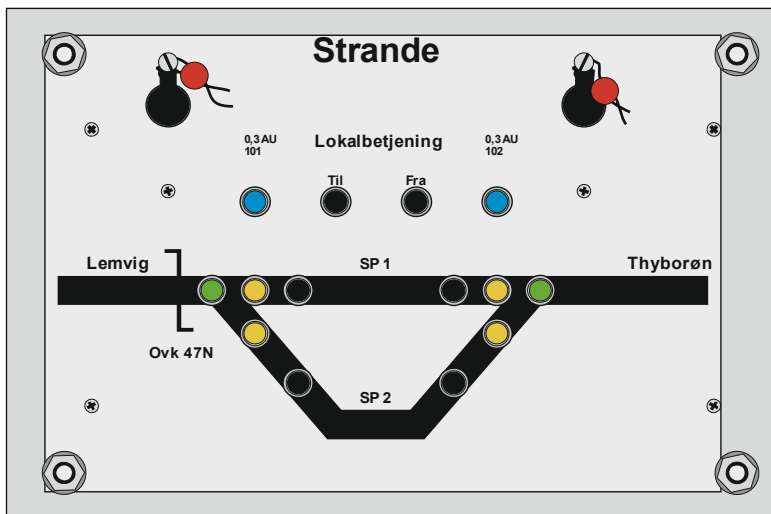 Strande
0,3 AU
101
Lokalbetjening
0,3 AU
102
Til
Fra
Lemvig
SP 1
Thyborøn
Ovk 47N
SP 2